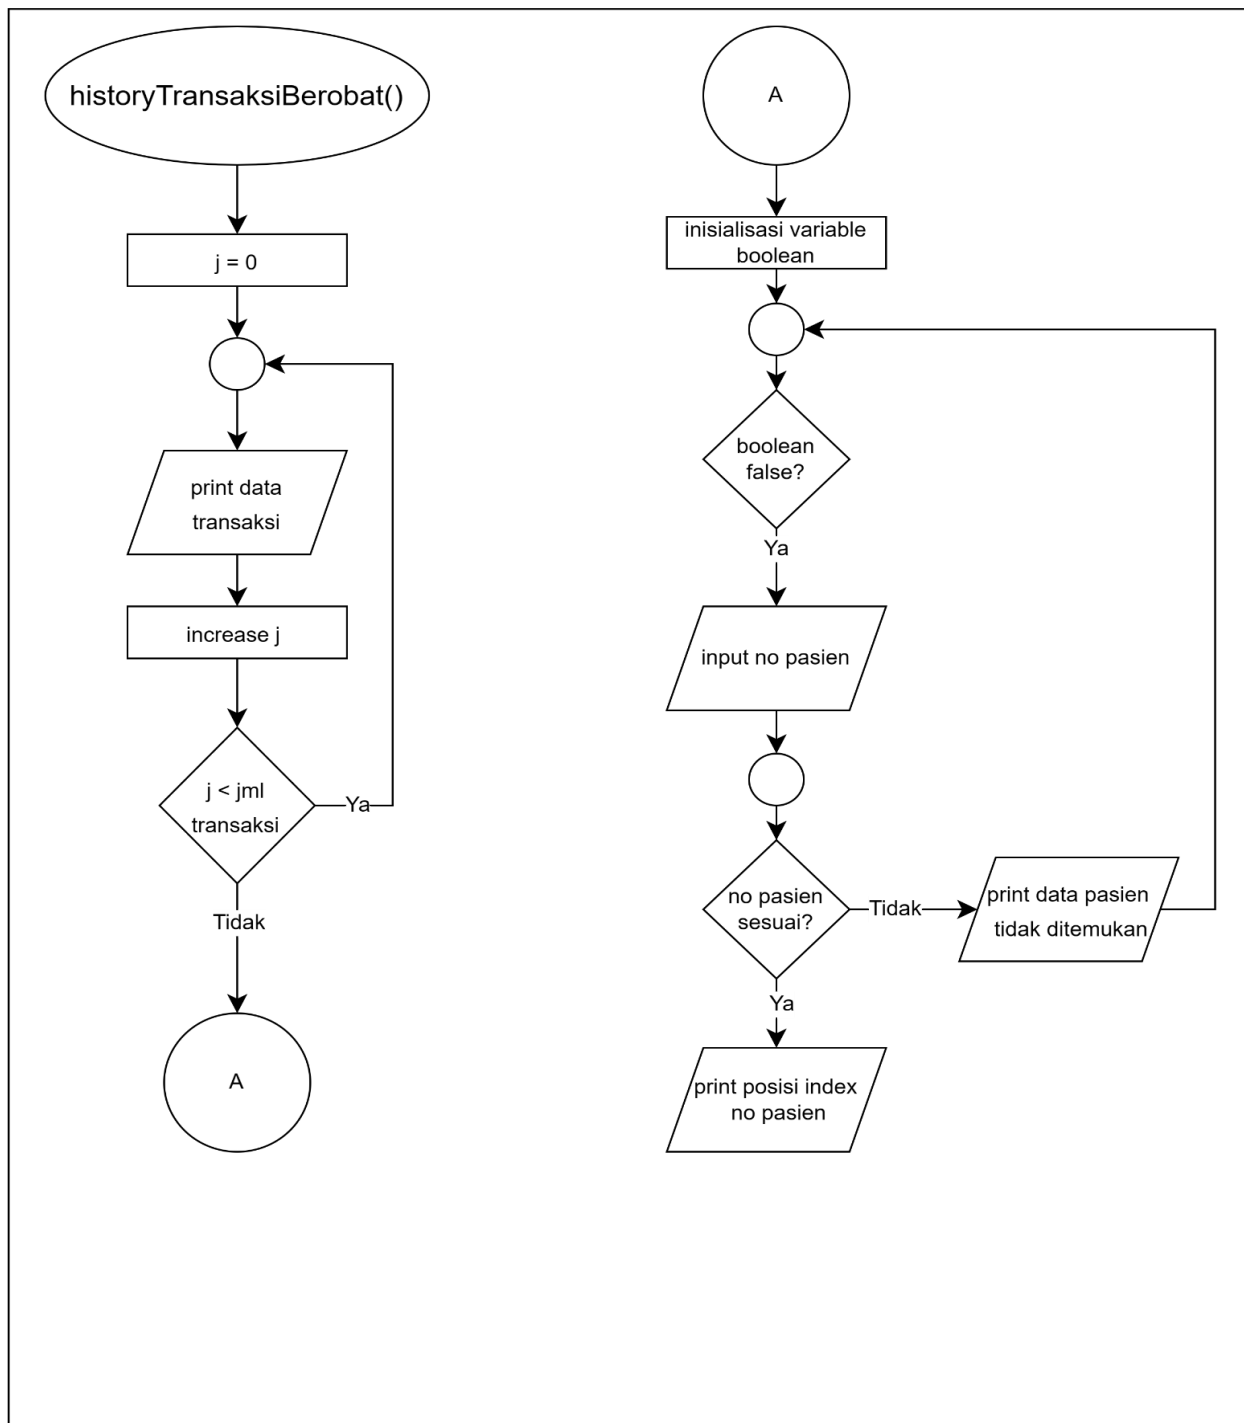 historyTransaksiBerobat()
j = 0
print data
transaksi
increase j
j < jml
transaksi
Ya
Tidak
A
A
inisialisasi variable
boolean
boolean
false?
Ya
input no pasien
no pasien
sesuai?
Tidak
print data pasien
tidak ditemukan
Ya
print posisi index
no pasien